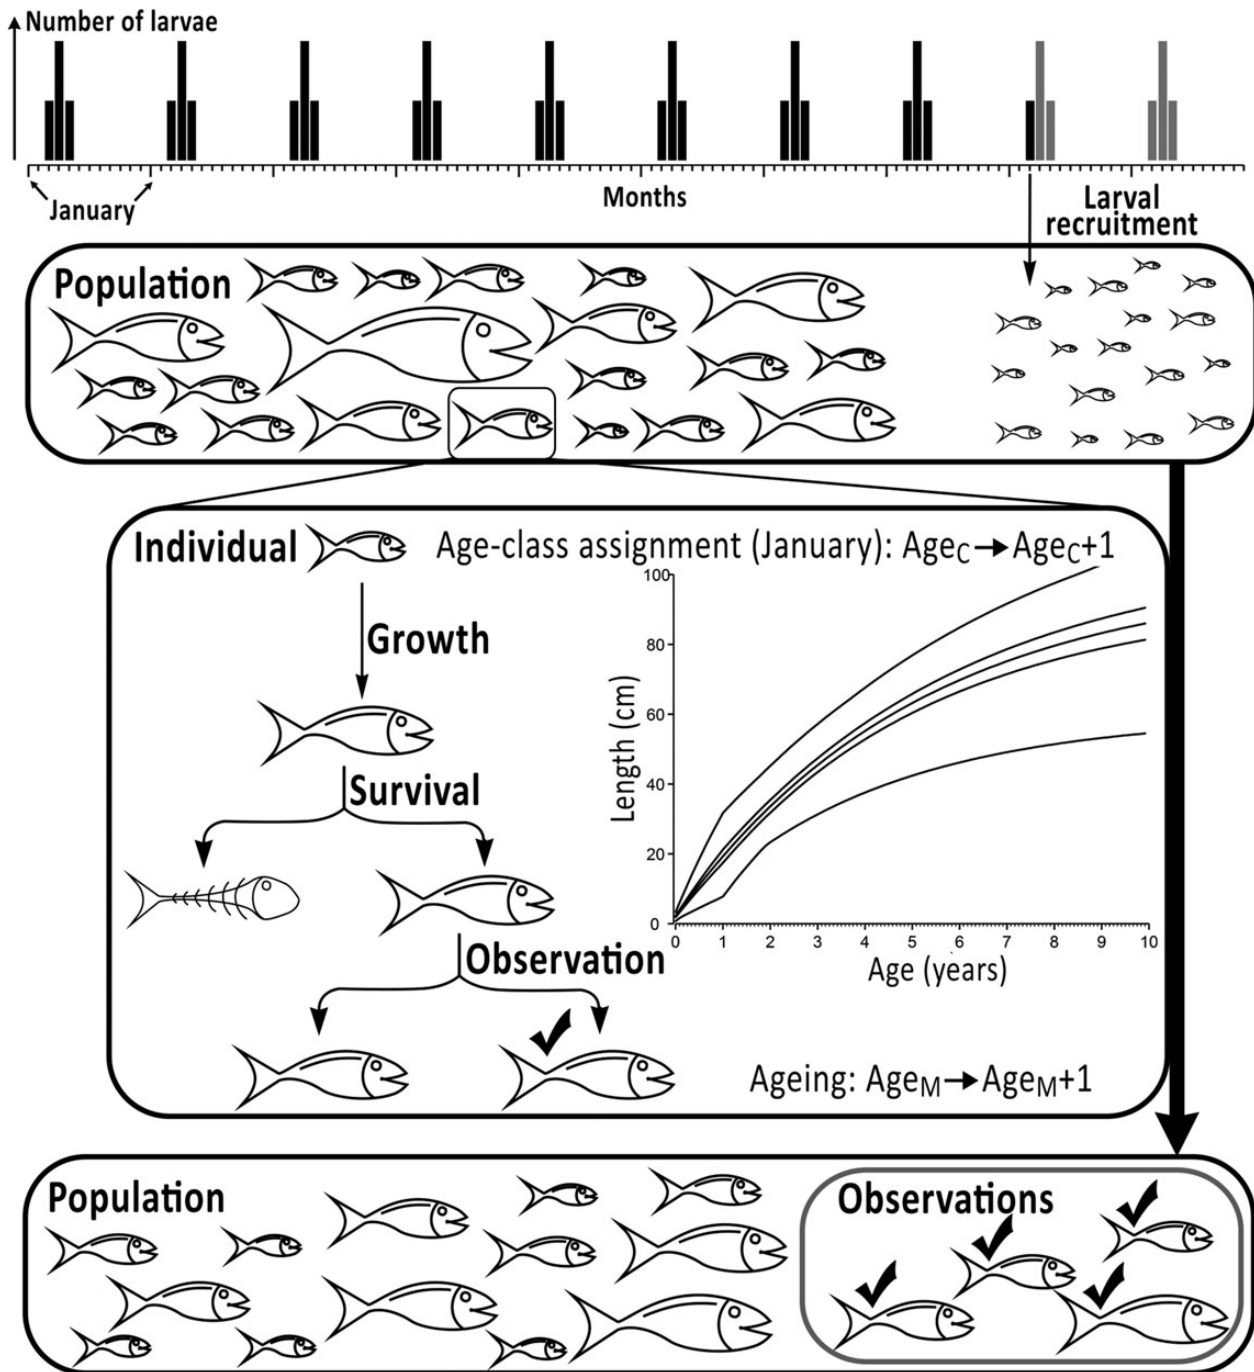 Number of larvae
January
Months
Larval
recruitment
Population
Individual
Age-class assignment (January): AgeC→AgeC+1
Growth
Survival
Observation
100
80
60
40
20
0
Length (cm)
0 1 2 3 4 5 6 7 8 9 10
Age (years)
Ageing: AgeM→AgeM+1
Population
Observations